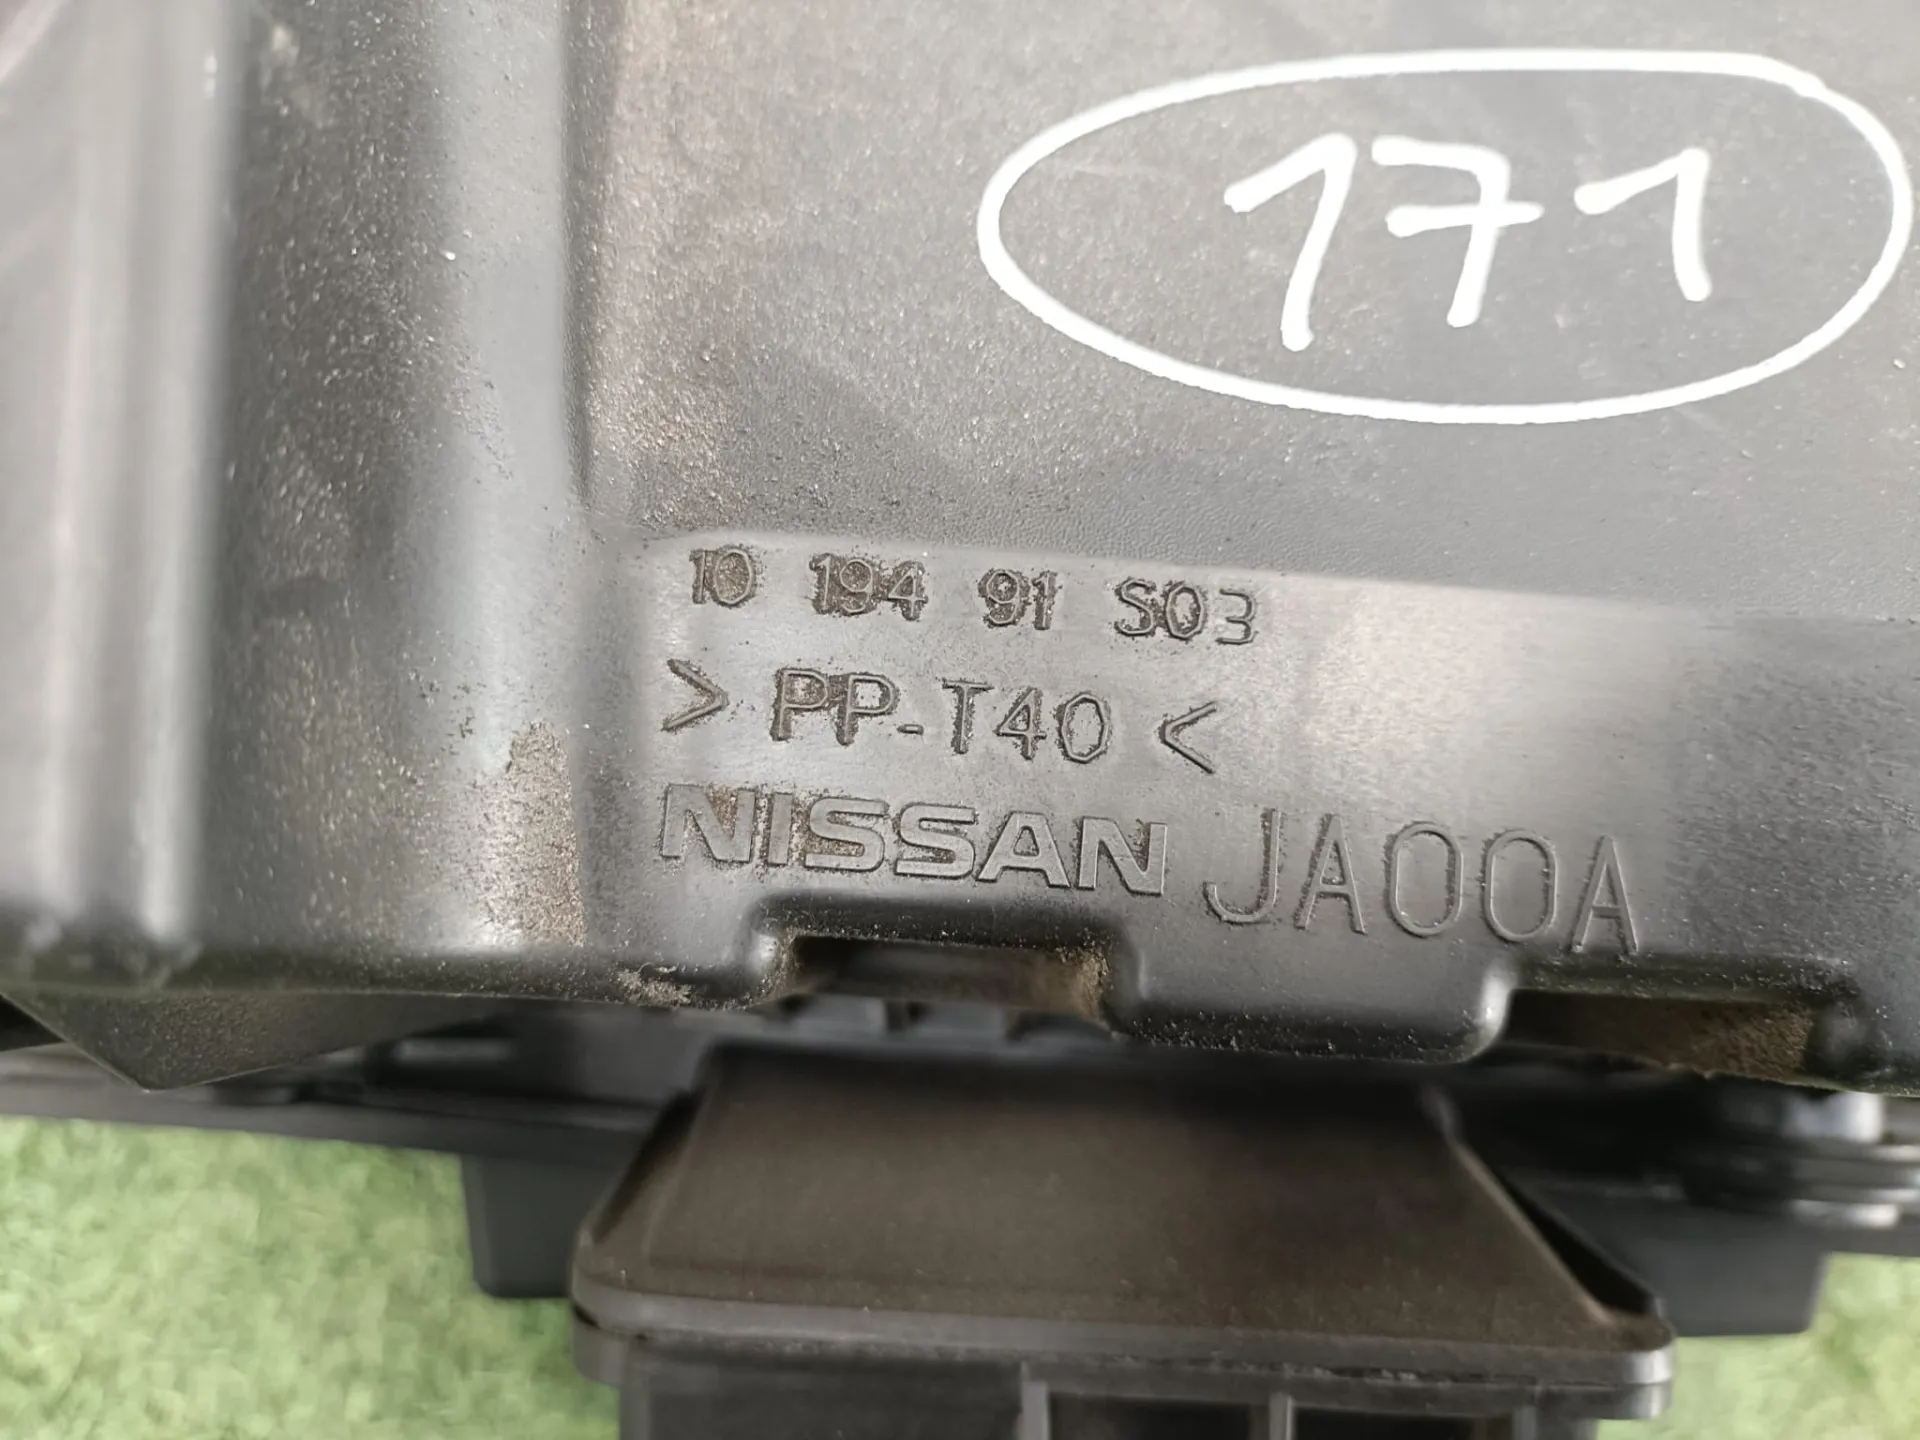 171
10 194 91 S03
> PP-T40 <
NISSAN JA00A